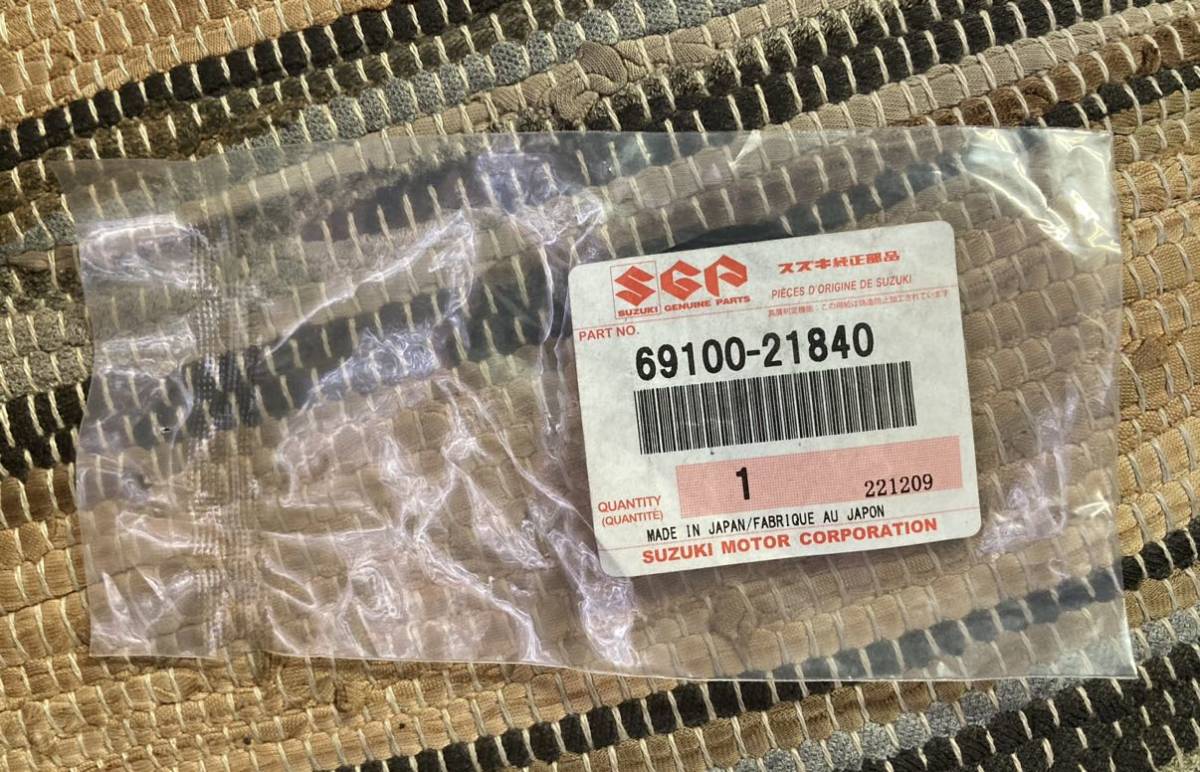 SGP
SUZUKI GENUINE PARTS
スズキ純正部品
PIÈCES D'ORIGINE DE SUZUKI
PART NO.
69100-21840
1
221209
QUANTITY
(QUANTITÉ)
MADE IN JAPAN/FABRIQUE AU JAPON
SUZUKI MOTOR CORPORATION